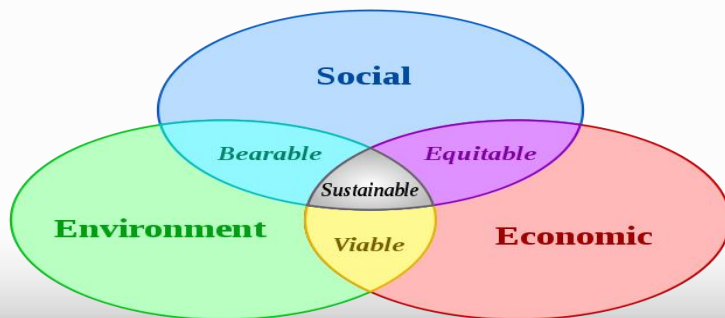 Social
Bearable
Equitable
Sustainable
Environment
Viable
Economic